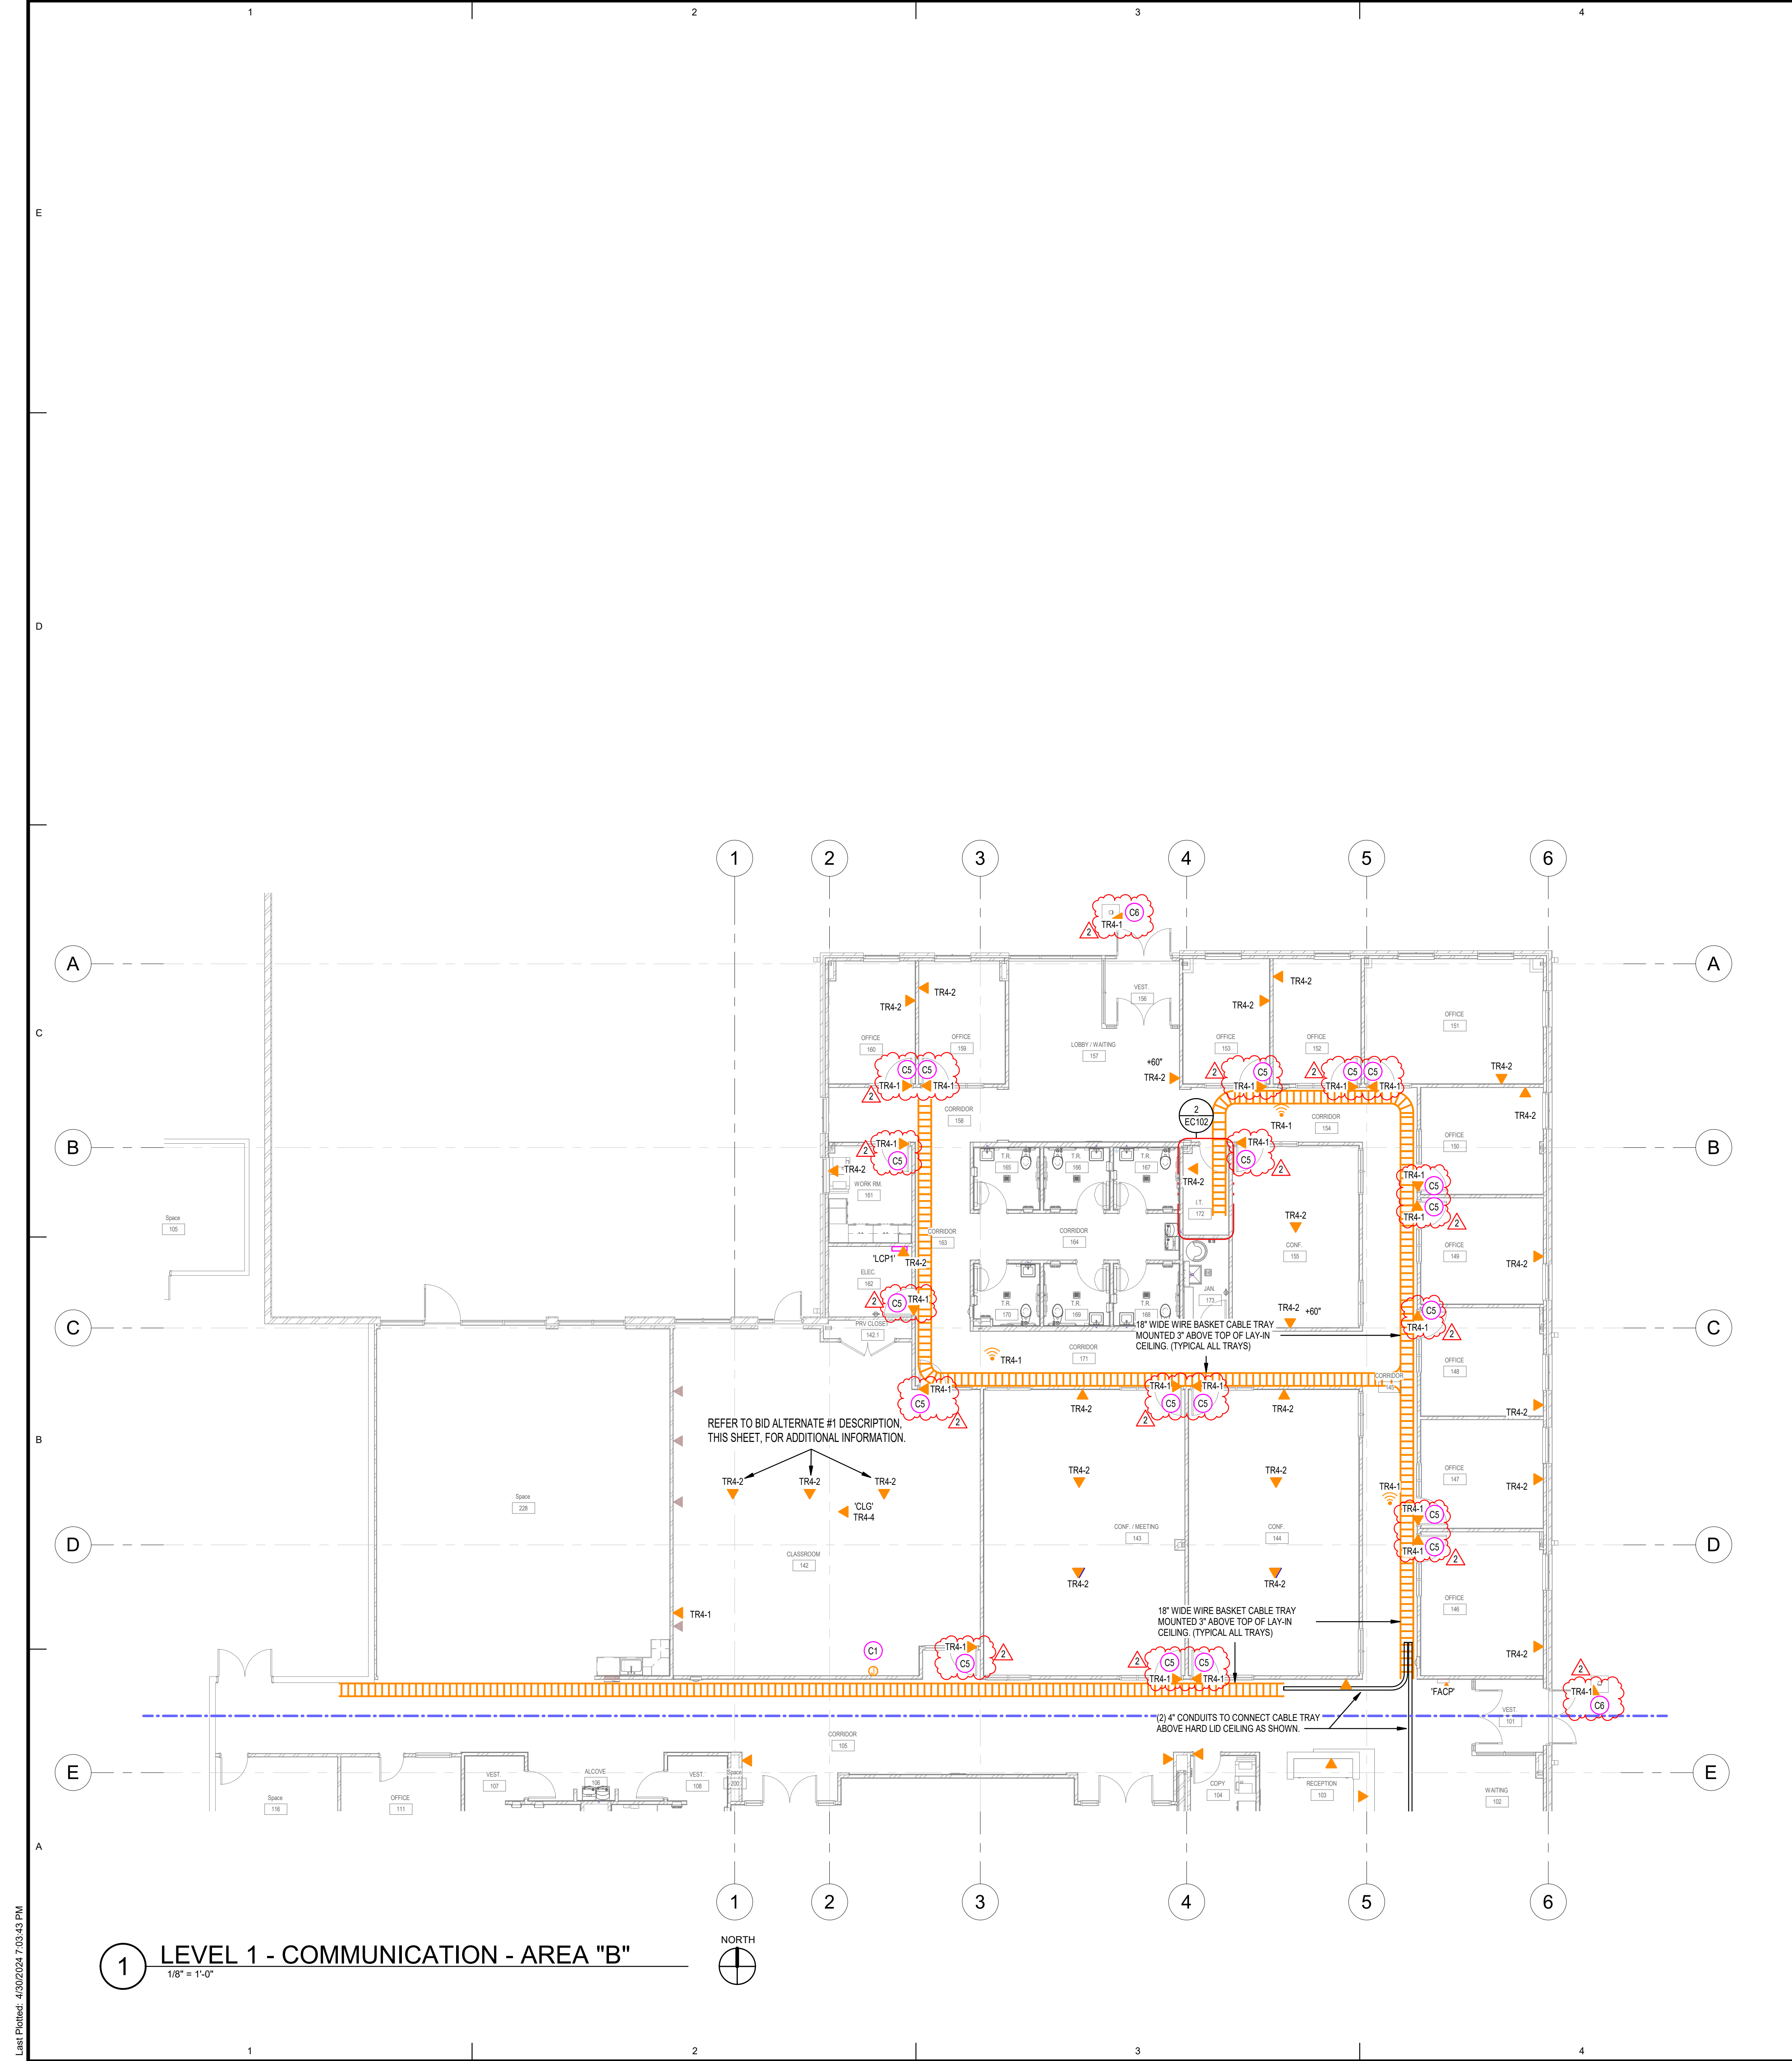 1 2 3 4
E
D
C
B
A
1 2 3 4 5 6
C6
TR4-1
2
A A
TR4-2
TR4-2
TR4-2
TR4-2
VEST.
156
OFFICE
160
OFFICE
159
LOBBY / WAITING
157
OFFICE
153
OFFICE
152
OFFICE
151
+60"
TR4-2
TR4-2
C5 C5
TR4-1 TR4-1
2
2
C5
TR4-1
2
C5 C5
TR4-1 TR4-1
CORRIDOR
158
2
EC102
TR4-1
CORRIDOR
154
TR4-2
OFFICE
150
B B
TR4-1
C5
2
TR4-2
WORK RM.
161
T.R.
165
T.R.
166
T.R.
167
TR4-2
I.T.
172
TR4-1
C5
2
TR4-1
C5
C5
TR4-1
2
Space
105
TR4-2
CONF.
155
CORRIDOR
163
CORRIDOR
164
OFFICE
149
TR4-2
'LCP1'
TR4-2
ELEC.
162
2
C5
TR4-1
T.R.
170
T.R.
169
T.R.
168
JAN.
173
TR4-2 +60"
C5
TR4-1
2
C C
PRV CLOSET
142.1
18" WIDE WIRE BASKET CABLE TRAY
MOUNTED 3" ABOVE TOP OF LAY-IN
CEILING. (TYPICAL ALL TRAYS)
TR4-1
CORRIDOR
171
OFFICE
148
CORRIDOR
145
TR4-1
C5
2
TR4-1 TR4-1
C5 C5
2
TR4-2
TR4-2
TR4-2
REFER TO BID ALTERNATE #1 DESCRIPTION,
THIS SHEET, FOR ADDITIONAL INFORMATION.
TR4-2 TR4-2 TR4-2
'CLG'
TR4-4
TR4-2
TR4-2
OFFICE
147
TR4-2
TR4-1
Space
228
TR4-1
C5
TR4-1
C5
2
CONF. / MEETING
143
CONF.
144
D D
CLASSROOM
142
TR4-2
TR4-2
OFFICE
146
TR4-1
18" WIDE WIRE BASKET CABLE TRAY
MOUNTED 3" ABOVE TOP OF LAY-IN
CEILING. (TYPICAL ALL TRAYS)
C1
TR4-1
C5
2
2
C5 C5
TR4-1 TR4-1
TR4-2
2
TR4-1
C6
'FACP'
VEST.
101
(2) 4" CONDUITS TO CONNECT CABLE TRAY
ABOVE HARD LID CEILING AS SHOWN.
CORRIDOR
105
E E
VEST.
107
ALCOVE
106
VEST.
108
Space
200
COPY
104
RECEPTION
103
WAITING
102
Space
116
OFFICE
111
1 2 3 4 5 6
1
LEVEL 1 - COMMUNICATION - AREA "B"
1/8" = 1'-0"
NORTH
Last Plotted: 4/30/2024 7:03:43 PM
1 2 3 4